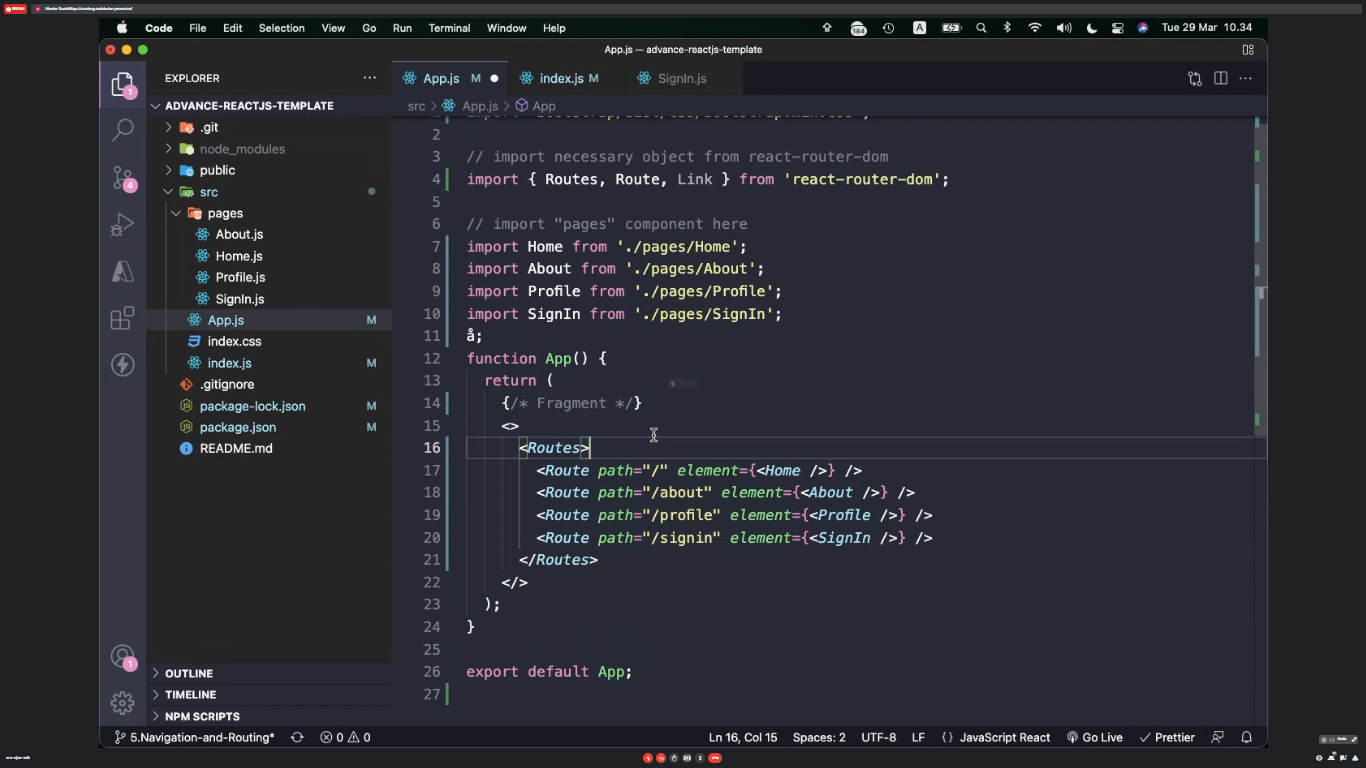 Code File Edit Selection View Go Run Terminal Window Help 184 A Tue 29 Mar 10.34
App.js — advance-reactjs-template
EXPLORER
App.js M
index.js M
SignIn.js
src > App.js > App
ADVANCE-REACTJS-TEMPLATE
.git
node_modules
public
src
pages
About.js
Home.js
Profile.js
SignIn.js
App.js M
index.css
index.js M
.gitignore
package-lock.json M
package.json M
README.md
OUTLINE
TIMELINE
NPM SCRIPTS
1
4
1
2
3 // import necessary object from react-router-dom
4 import { Routes, Route, Link } from 'react-router-dom';
5
6 // import "pages" component here
7 import Home from './pages/Home';
8 import About from './pages/About';
9 import Profile from './pages/Profile';
10 import SignIn from './pages/SignIn';
11 å;
12 function App() {
13 return (
14 {/* Fragment */}
15 <>
16 <Routes>
17 <Route path="/" element={<Home />} />
18 <Route path="/about" element={<About />} />
19 <Route path="/profile" element={<Profile />} />
20 <Route path="/signin" element={<SignIn />} />
21 </Routes>
22 </>
23 );
24 }
25
26 export default App;
27
5.Navigation-and-Routing* 0 0 Ln 16, Col 15 Spaces: 2 UTF-8 LF {} JavaScript React Go Live Prettier